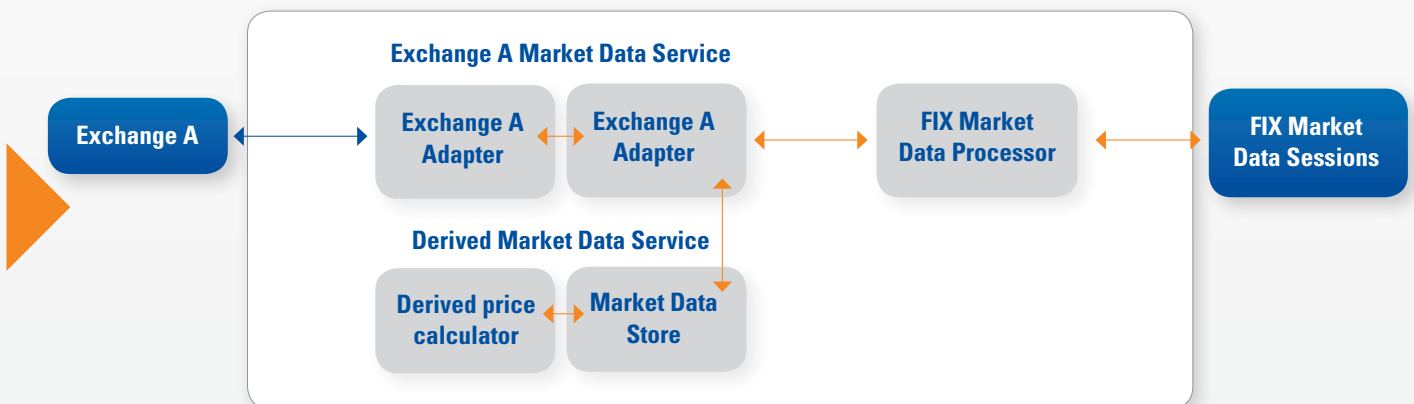 Exchange A Market Data Service
Exchange A
Exchange A
Adapter
Exchange A
Adapter
FIX Market
Data Processor
FIX Market
Data Sessions
Derived Market Data Service
Derived price
calculator
Market Data
Store